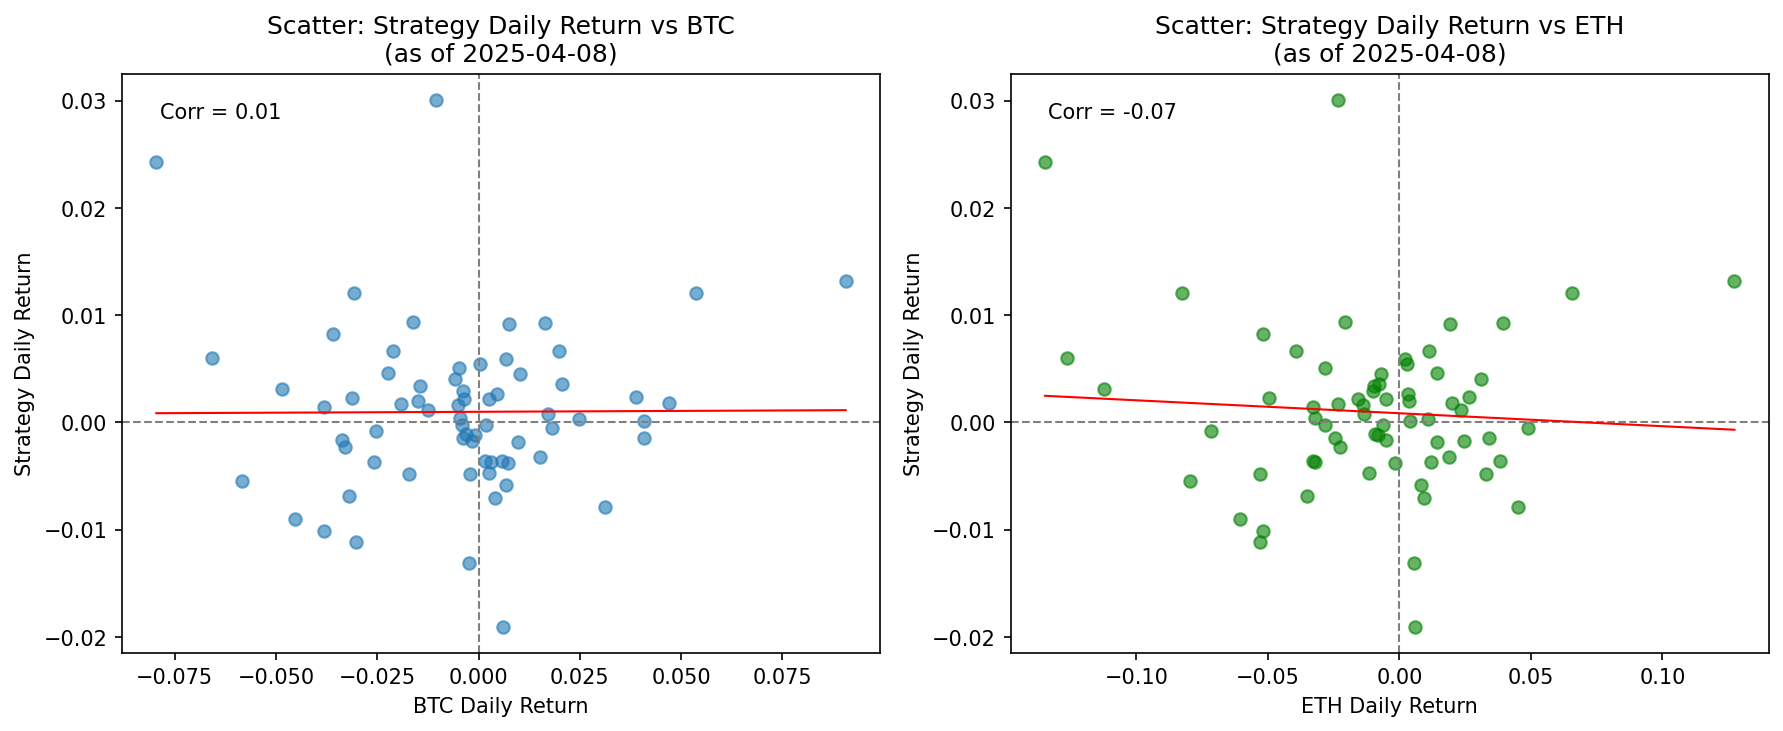 Scatter: Strategy Daily Return vs BTC
(as of 2025-04-08)
Corr = 0.01
0.03
0.02
0.01
0.00
−0.01
−0.02
Strategy Daily Return
−0.075 −0.050 −0.025 0.000 0.025 0.050 0.075
BTC Daily Return
Scatter: Strategy Daily Return vs ETH
(as of 2025-04-08)
Corr = -0.07
0.03
0.02
0.01
0.00
−0.01
−0.02
Strategy Daily Return
−0.10 −0.05 0.00 0.05 0.10
ETH Daily Return